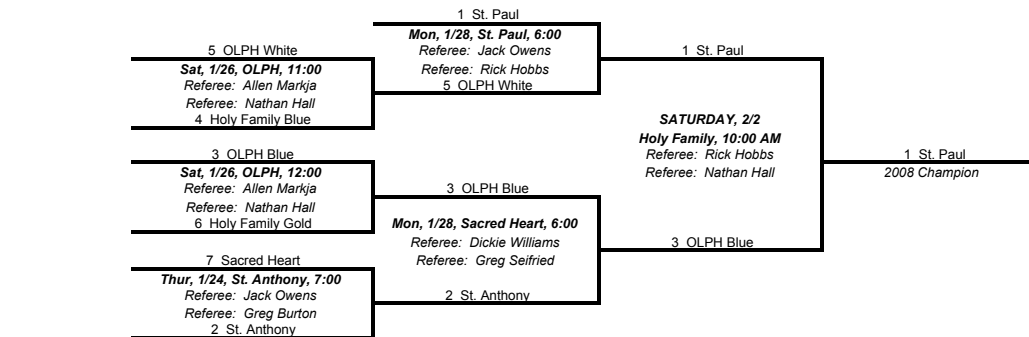 1 St. Paul
Mon, 1/28, St. Paul, 6:00
Referee: Jack Owens
Referee: Rick Hobbs
5 OLPH White
5 OLPH White
Sat, 1/26, OLPH, 11:00
Referee: Allen Markja
Referee: Nathan Hall
4 Holy Family Blue
3 OLPH Blue
Sat, 1/26, OLPH, 12:00
Referee: Allen Markja
Referee: Nathan Hall
6 Holy Family Gold
7 Sacred Heart
Thur, 1/24, St. Anthony, 7:00
Referee: Jack Owens
Referee: Greg Burton
2 St. Anthony
3 OLPH Blue
Mon, 1/28, Sacred Heart, 6:00
Referee: Dickie Williams
Referee: Greg Seifried
2 St. Anthony
1 St. Paul
SATURDAY, 2/2
Holy Family, 10:00 AM
Referee: Rick Hobbs
Referee: Nathan Hall
3 OLPH Blue
1 St. Paul
2008 Champion